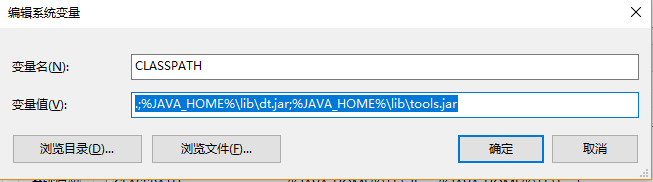 编辑系统变量
变量名(N):
CLASSPATH
变量值(V):
.;%JAVA_HOME%\lib\dt.jar;%JAVA_HOME%\lib\tools.jar
浏览目录(D)...
浏览文件(F)...
确定
取消